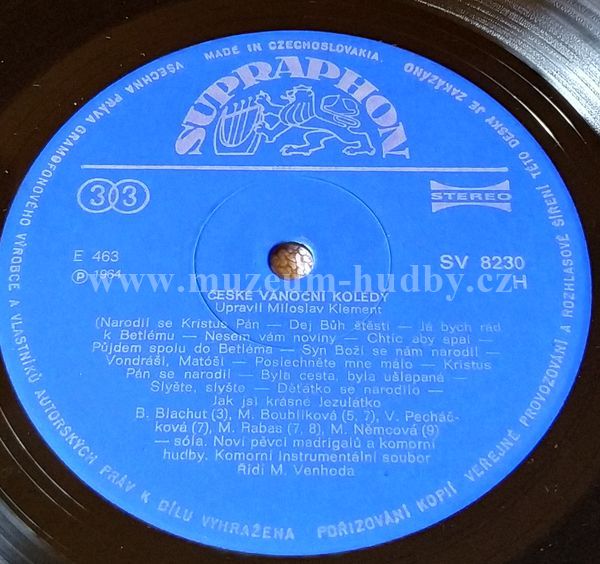 MADE IN CZECHOSLOVAKIA
VŠECHNA PRÁVA GRAMOFONOVÉHO VÝROBCE A VLASTNÍKŮ AUTORSKÝCH PRÁV K DÍLU VYHRAŽENA
POŘIZOVÁNÍ KOPIÍ VEŘEJNÉ PROVOZOVÁNÍ A ROZHLASOVÉ ŠÍŘENÍ TÉTO DESKY JE ZAKÁZÁNO
SUPRAPHON
33
STEREO
E 463
SV 8230
Ⓟ 1964
H
www.muzeum-hudby.cz
ČESKÉ VÁNOČNÍ KOLEDY
Upravil Miloslav Klement
(Narodil se Kristus Pán — Dej Bůh štěstí — Já bych rád
k Betlému — Nesem vám noviny — Chtíc aby spal —
Půjdem spolu do Betléma — Syn Boží se nám narodil —
Vondráši, Matóši — Poslechněte mne málo — Kristus
Pán se narodil — Byla cesta, byla ušlapaná —
Slyšte, slyšte — Děťátko se narodilo —
Jak jsi krásné Jezulátko)
B. Blachut (3), M. Boublíková (5, 7), V. Pecháč-
ková (7), M. Rabas (7, 8), M. Němcová (9)
— sóla. Noví pěvci madrigalů a komorní
hudby. Komorní instrumentální soubor
Řídí M. Venhoda